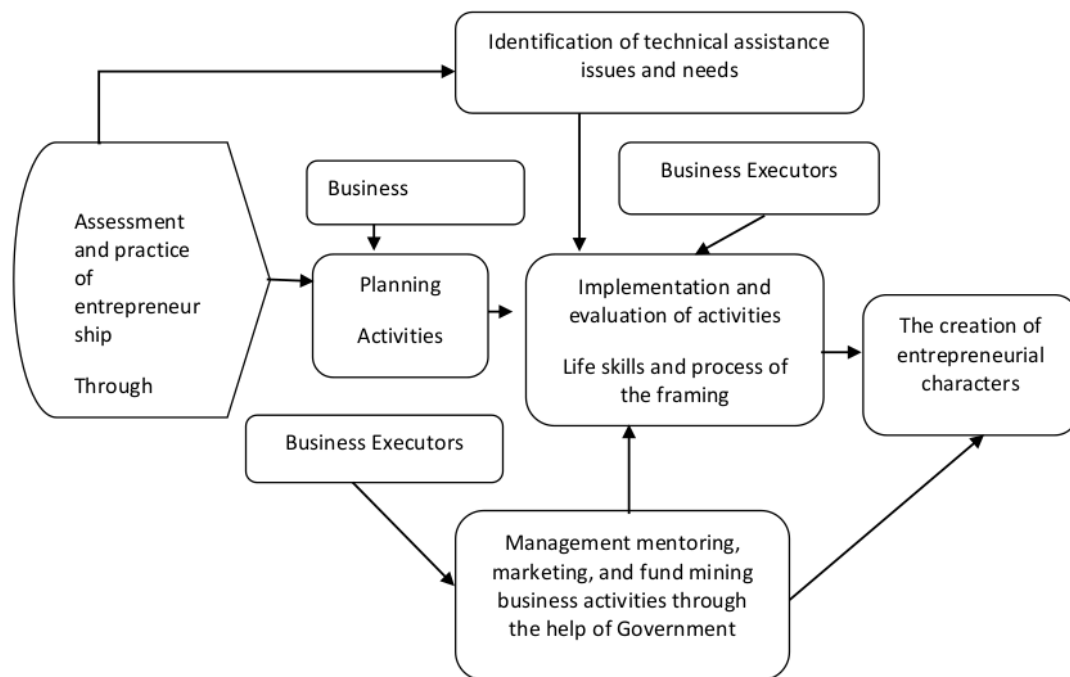 Identification of technical assistance
issues and needs
Business Executors
Business
Assessment
and practice
of
entrepreneur
ship
Through
Planning
Activities
Implementation and
evaluation of activities
Life skills and process of
the framing
The creation of
entrepreneurial
characters
Business Executors
Management mentoring,
marketing, and fund mining
business activities through
the help of Government